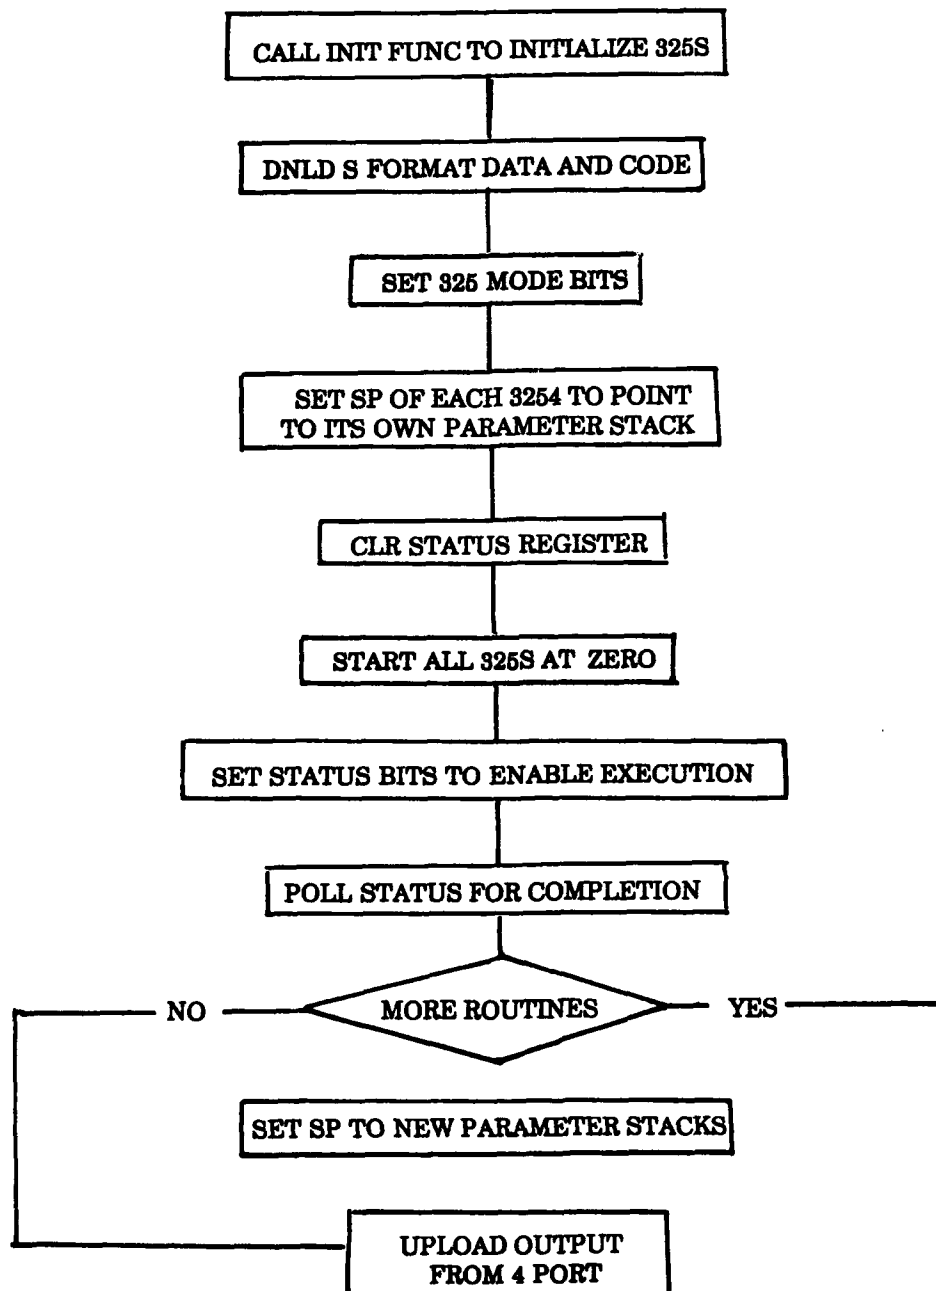 CALL INIT FUNC TO INITIALIZE 325S
DNLD S FORMAT DATA AND CODE
SET 325 MODE BITS
SET SP OF EACH 3254 TO POINT
TO ITS OWN PARAMETER STACK
CLR STATUS REGISTER
START ALL 325S AT ZERO
SET STATUS BITS TO ENABLE EXECUTION
POLL STATUS FOR COMPLETION
NO MORE ROUTINES YES
SET SP TO NEW PARAMETER STACKS
UPLOAD OUTPUT
FROM 4 PORT